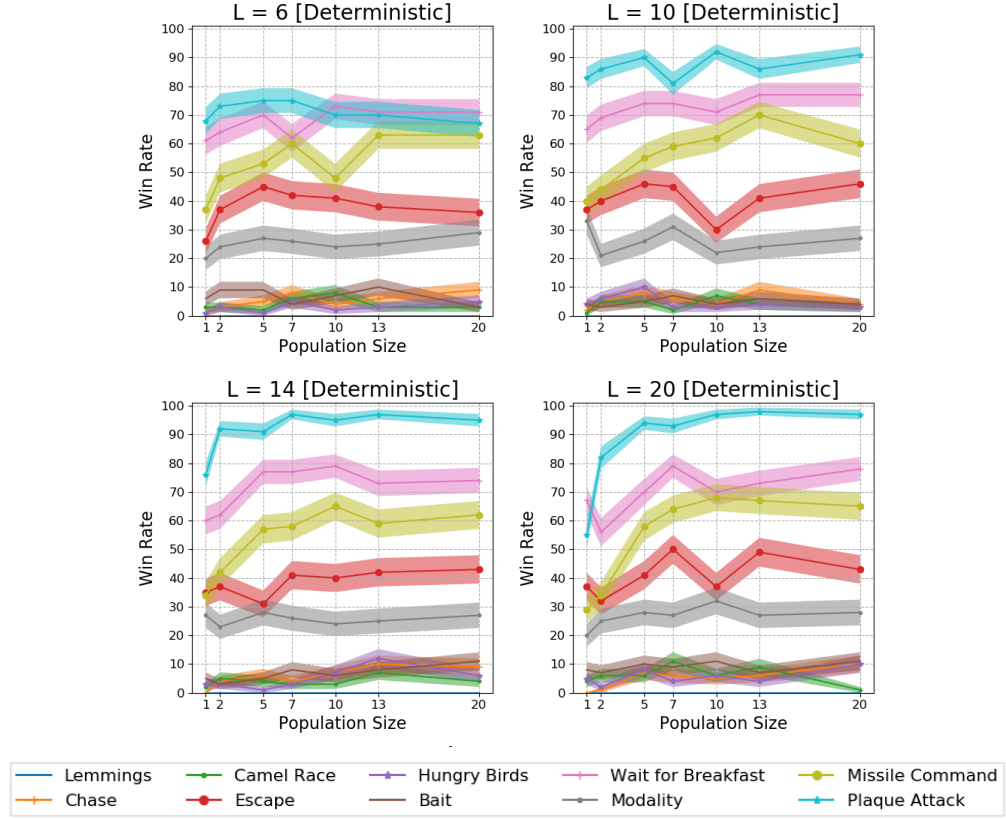 L = 6 [Deterministic]
100
90
80
70
60
50
40
30
20
10
0
Win Rate
1 2 5 7 10 13 20
Population Size
L = 10 [Deterministic]
100
90
80
70
60
50
40
30
20
10
0
Win Rate
1 2 5 7 10 13 20
Population Size
L = 14 [Deterministic]
100
90
80
70
60
50
40
30
20
10
0
Win Rate
1 2 5 7 10 13 20
Population Size
L = 20 [Deterministic]
100
90
80
70
60
50
40
30
20
10
0
Win Rate
1 2 5 7 10 13 20
Population Size
Lemmings Camel Race Hungry Birds Wait for Breakfast Missile Command
Chase Escape Bait Modality Plaque Attack